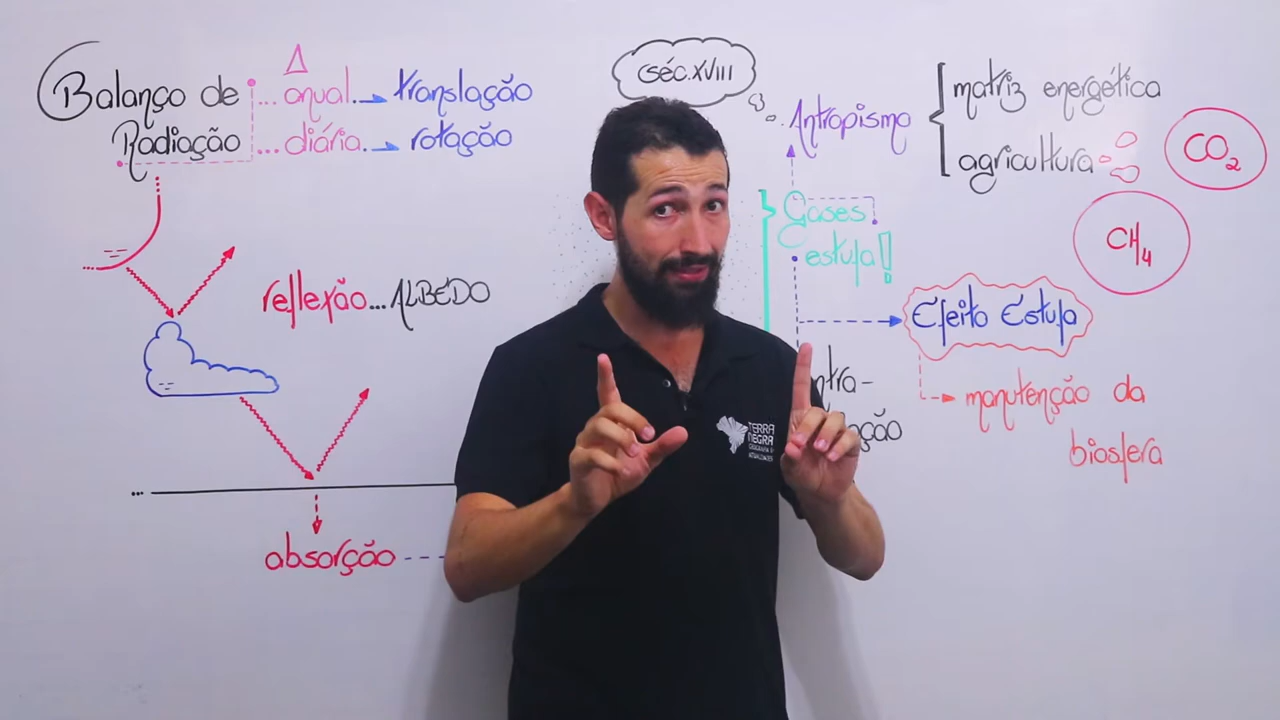 Balanço de
Radiação
Δ
... anual... translação
... diária... rotação
reflexão... ALBEDO
absorção
(séc. XVIII
Antropismo
matriz energética
agricultura
CO2
CH4
Gases
estufa!
Efeito Estufa
manutenção da
biosfera
TERRA
NEGRA